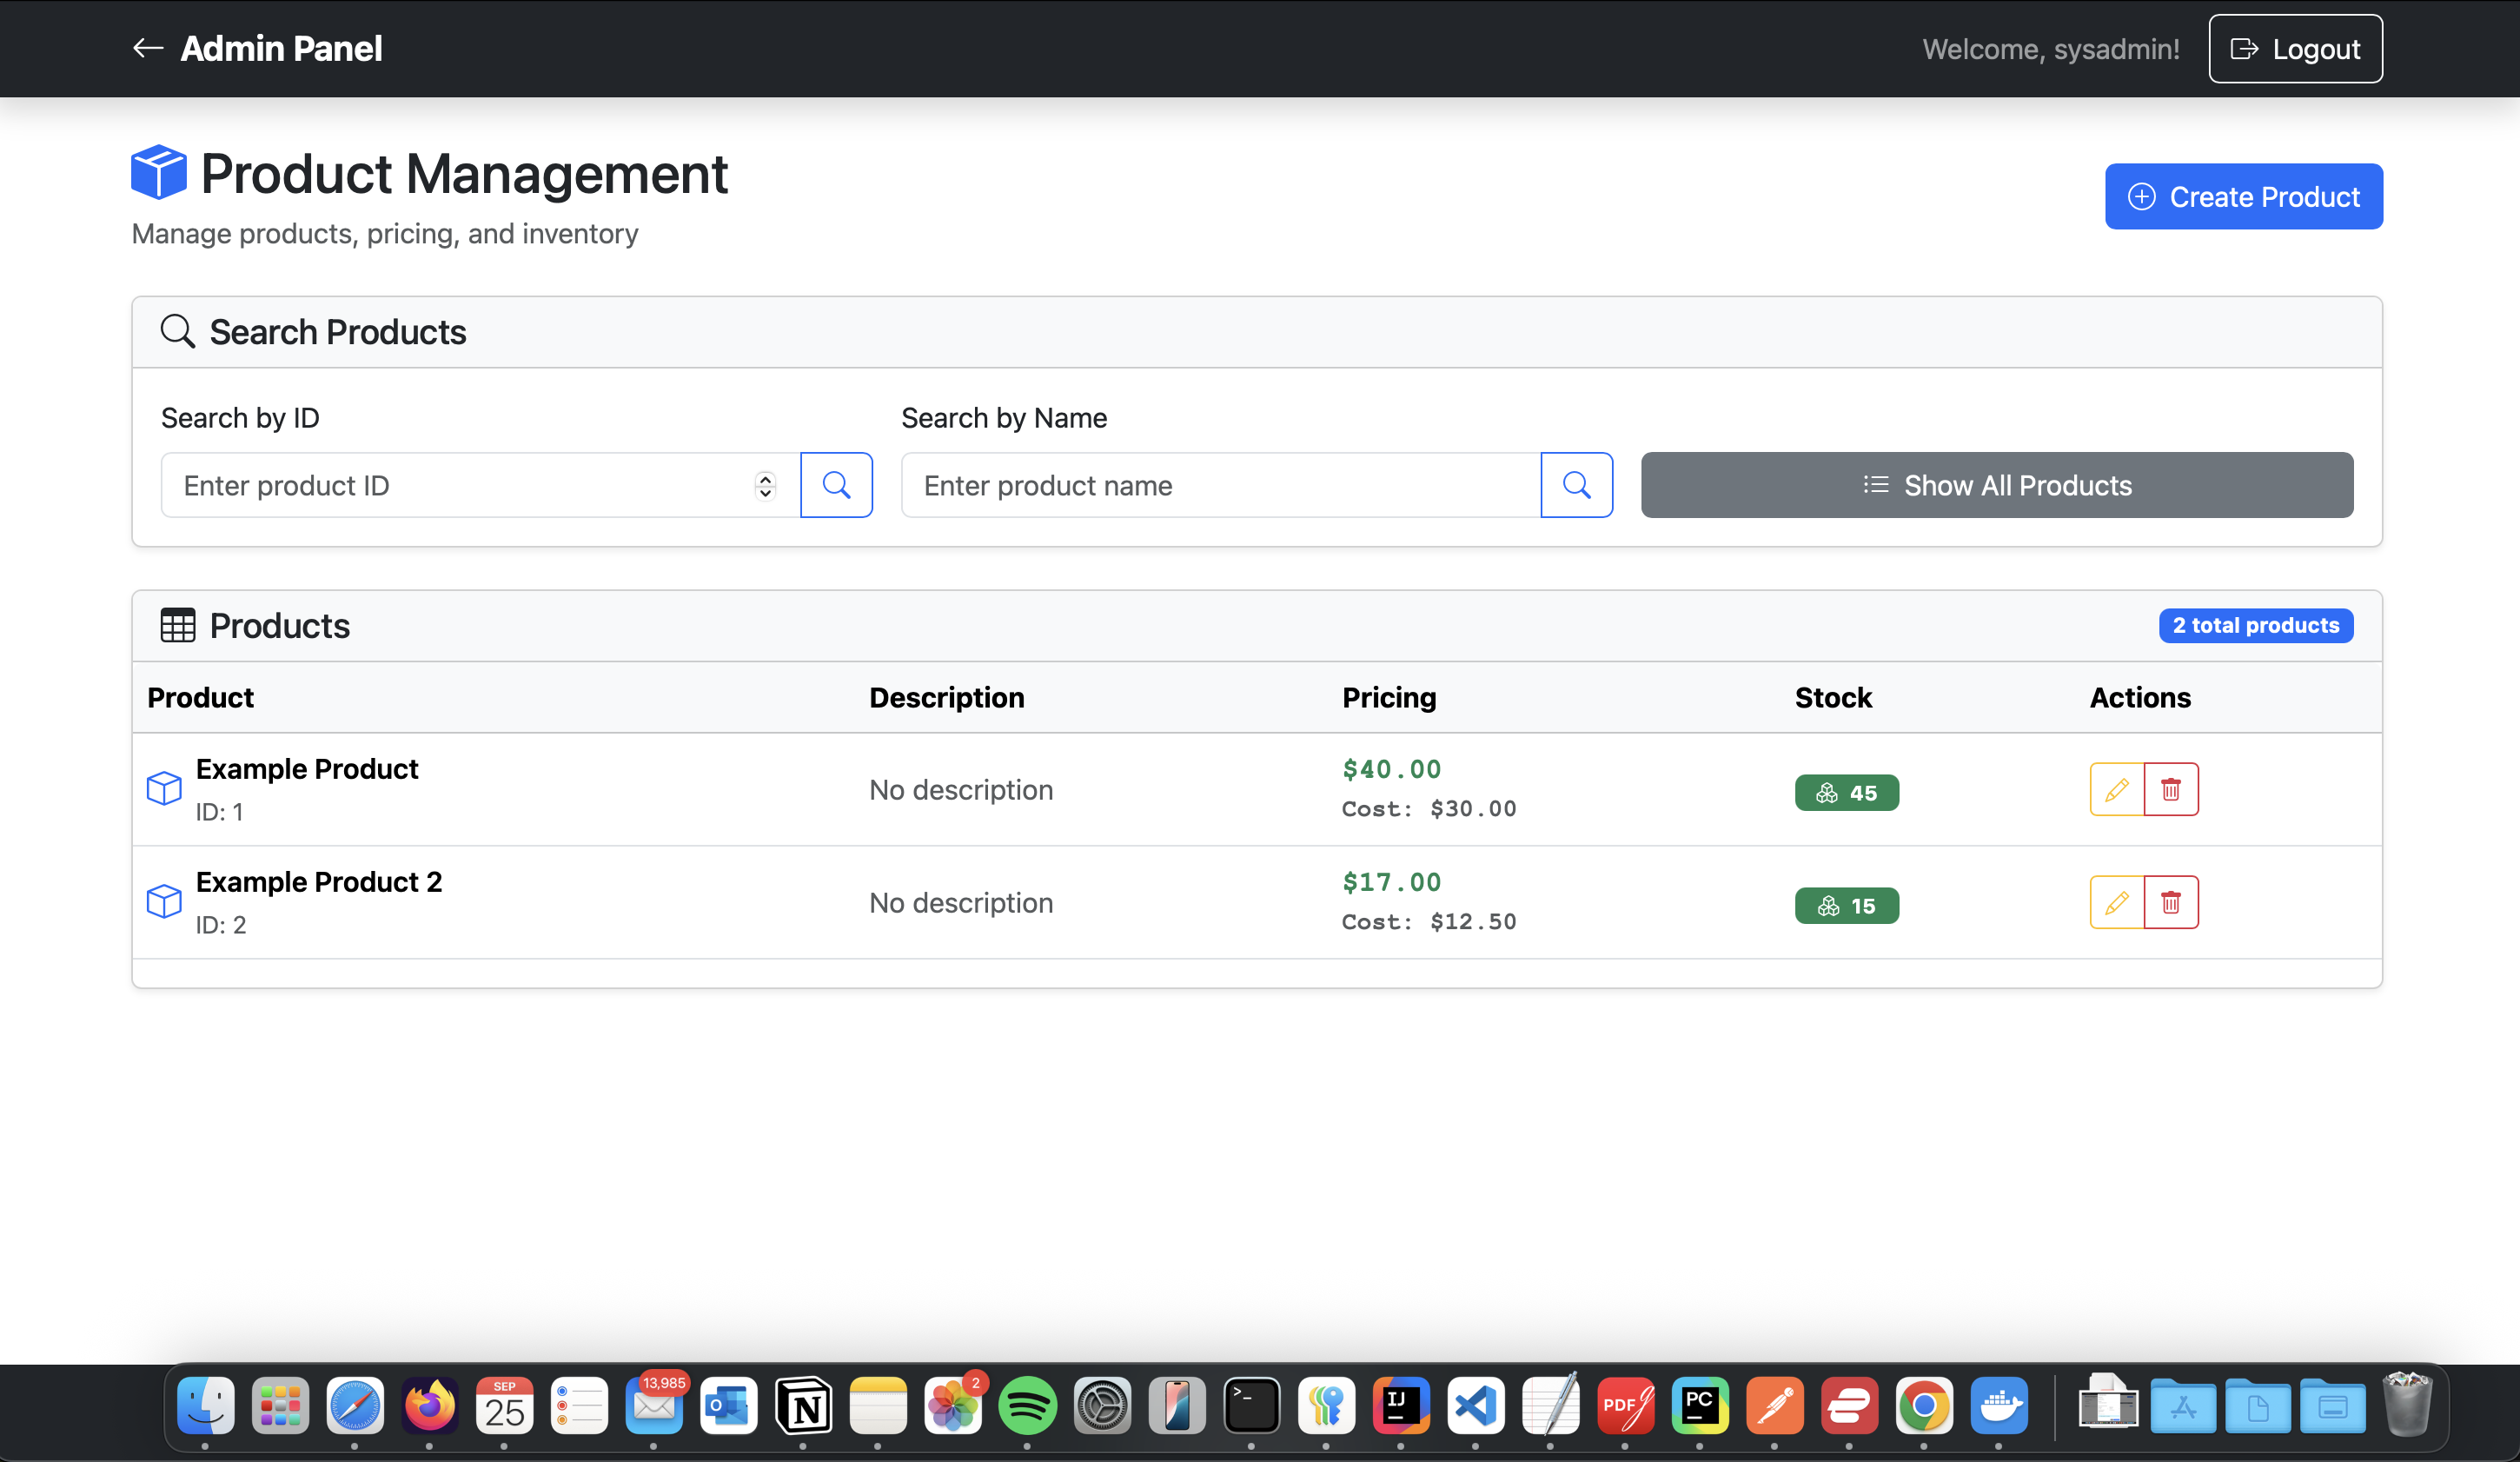 Admin Panel
Welcome, sysadmin!
Logout
Product Management
Create Product
Manage products, pricing, and inventory
Search Products
Search by ID
Search by Name
Enter product ID
Enter product name
Show All Products
Products
2 total products
Product Description Pricing Stock Actions
Example Product
ID: 1
No description
$40.00
Cost: $30.00
45
Example Product 2
ID: 2
No description
$17.00
Cost: $12.50
15
SEP
25
13,985
O
N
2
>_
IJ
PDF
PC